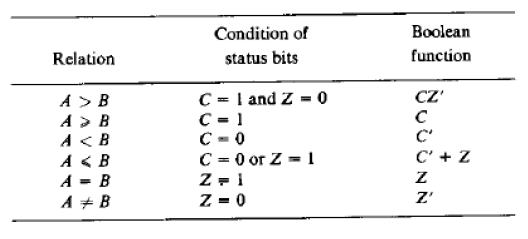 Relation Condition of status bits Boolean function
A > B C = 1 and Z = 0 CZ′
A ⩾ B C = 1 C
A < B C = 0 C′
A ⩽ B C = 0 or Z = 1 C′ + Z
A = B Z = 1 Z
A ≠ B Z = 0 Z′